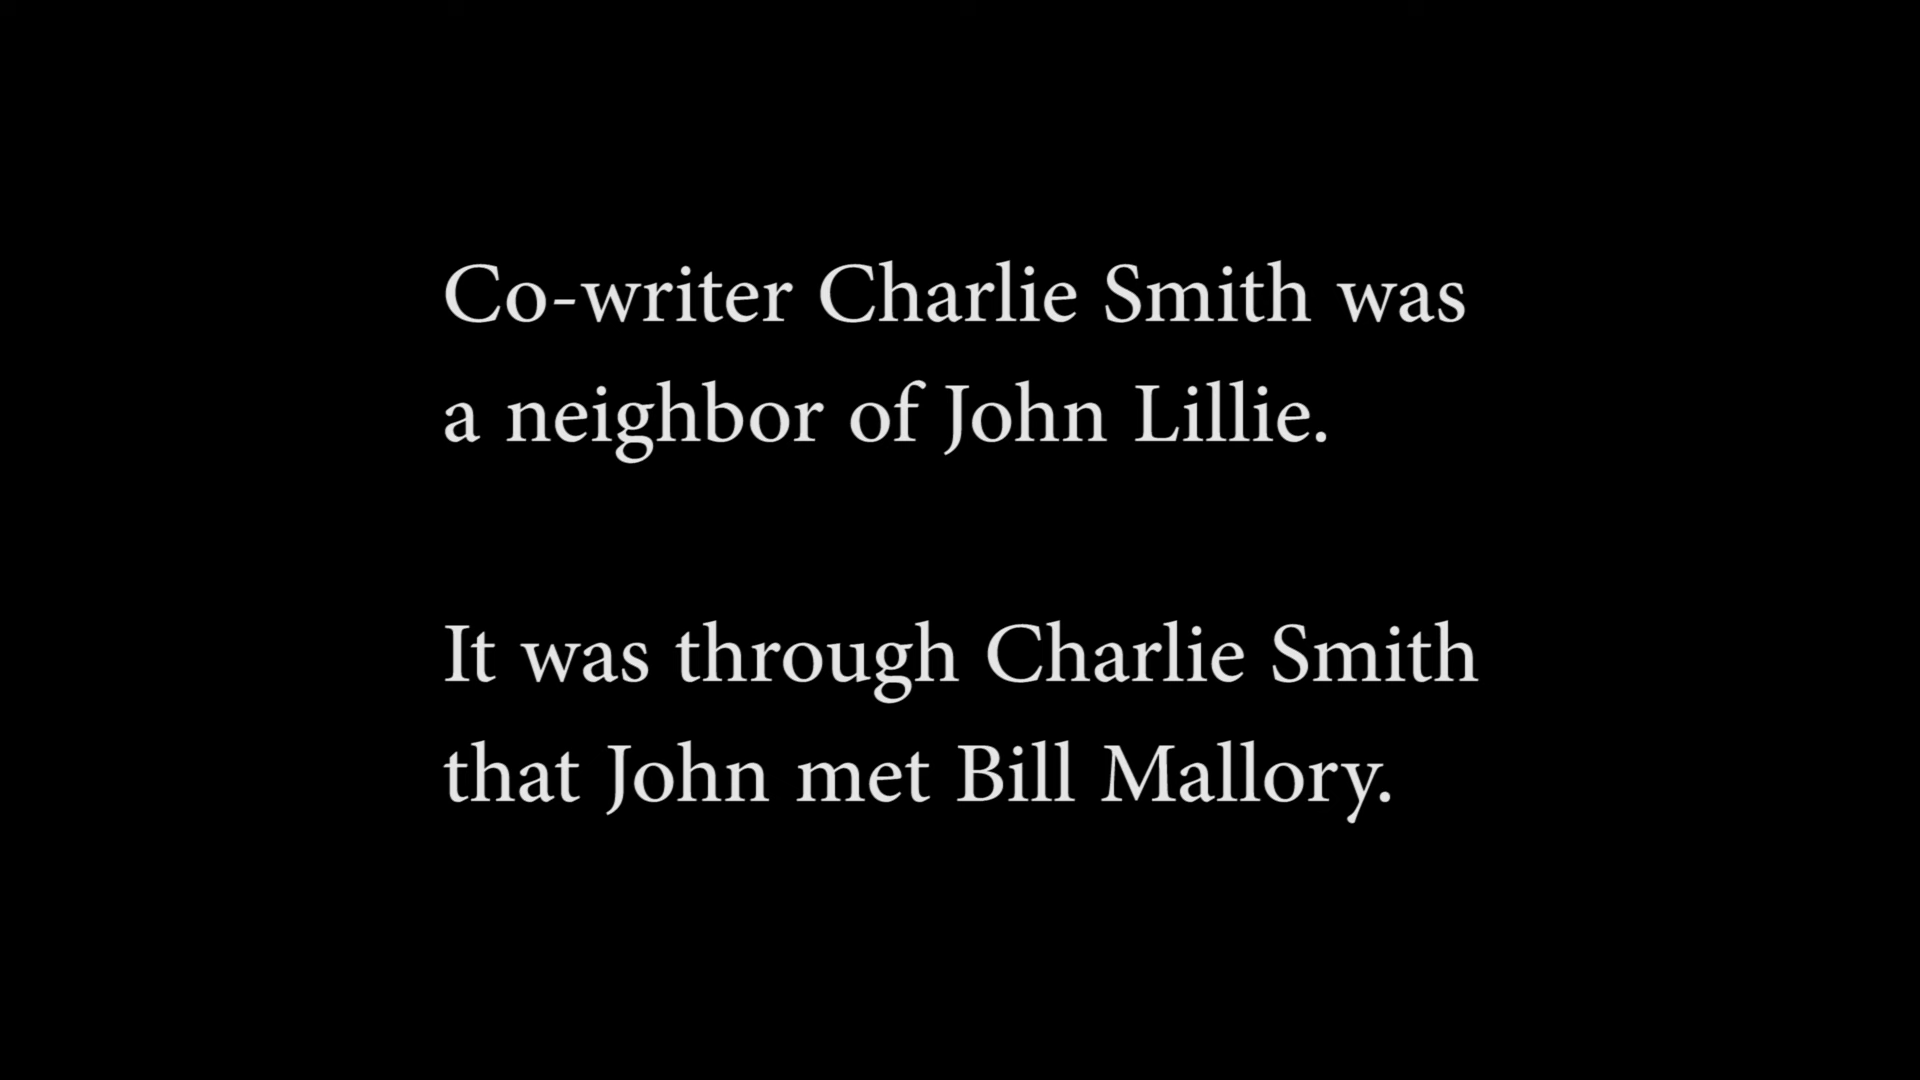 Co-writer Charlie Smith was
a neighbor of John Lillie.
It was through Charlie Smith
that John met Bill Mallory.